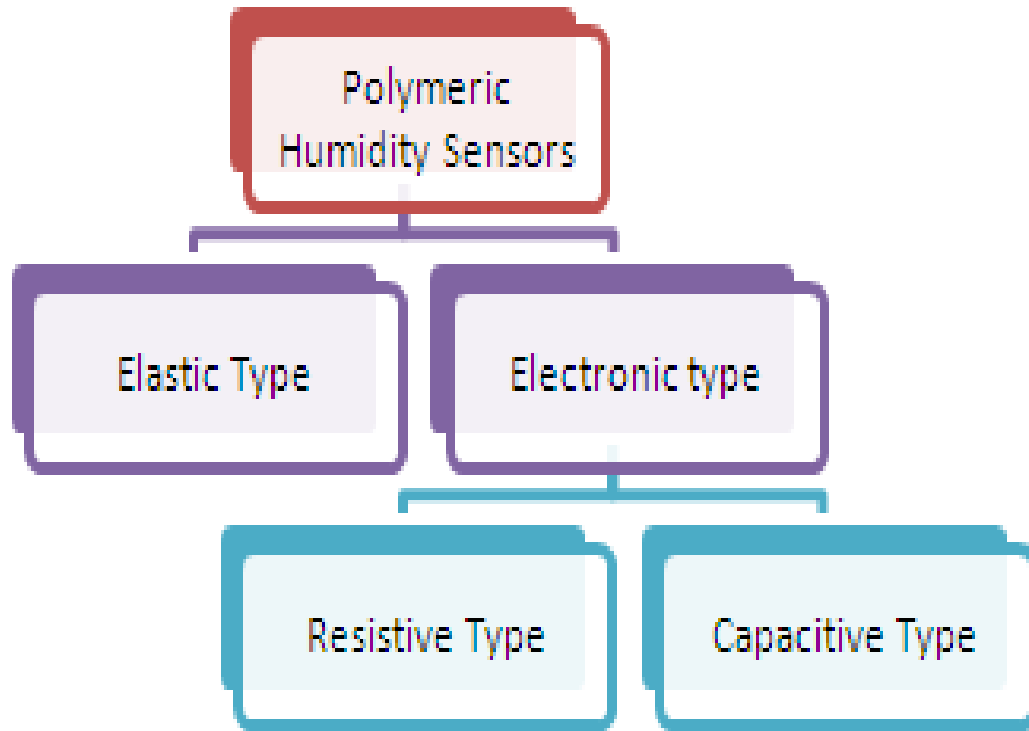 Polymeric
Humidity Sensors
Elastic Type
Electronic type
Resistive Type
Capacitive Type